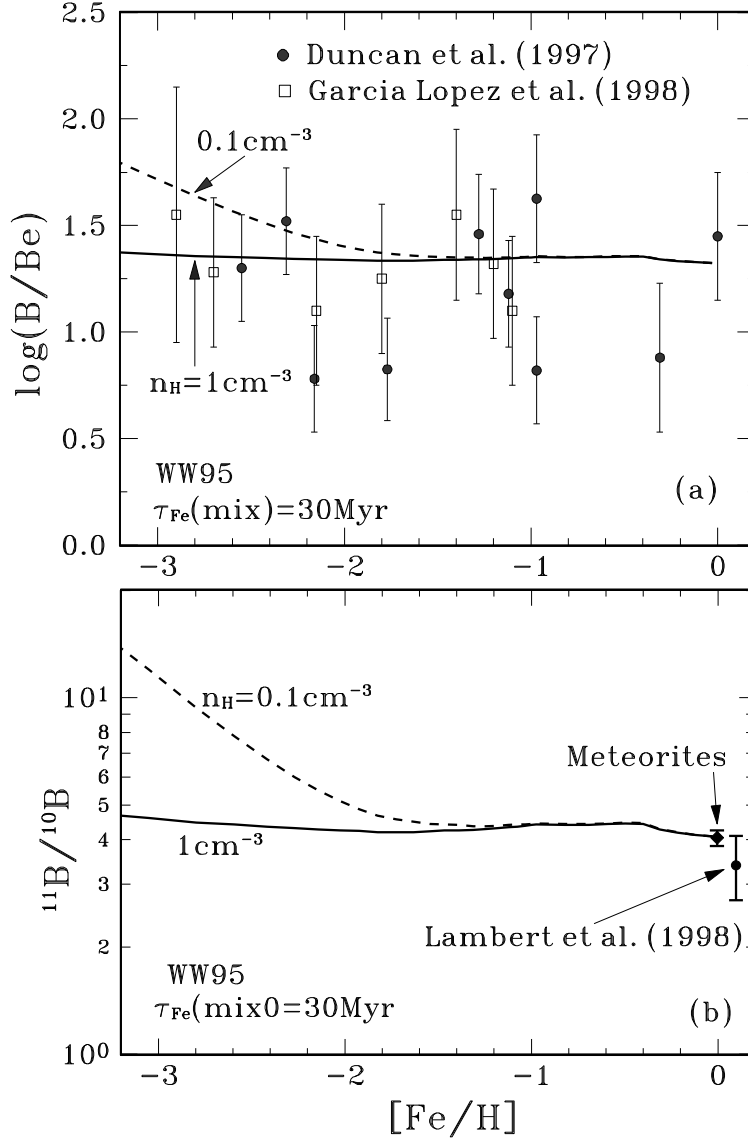 2.5
2.0
1.5
1.0
0.5
0.0
log(B/Be)
Duncan et al. (1997)
Garcia Lopez et al. (1998)
0.1cm⁻³
n_H=1cm⁻³
WW95
τ_Fe(mix)=30Myr
(a)
−3
−2
−1
0
10¹
8
7
6
5
4
3
2
10⁰
¹¹B/¹⁰B
n_H=0.1cm⁻³
1cm⁻³
Meteorites
Lambert et al. (1998)
WW95
τ_Fe(mix0=30Myr
(b)
−3
−2
−1
0
[Fe/H]